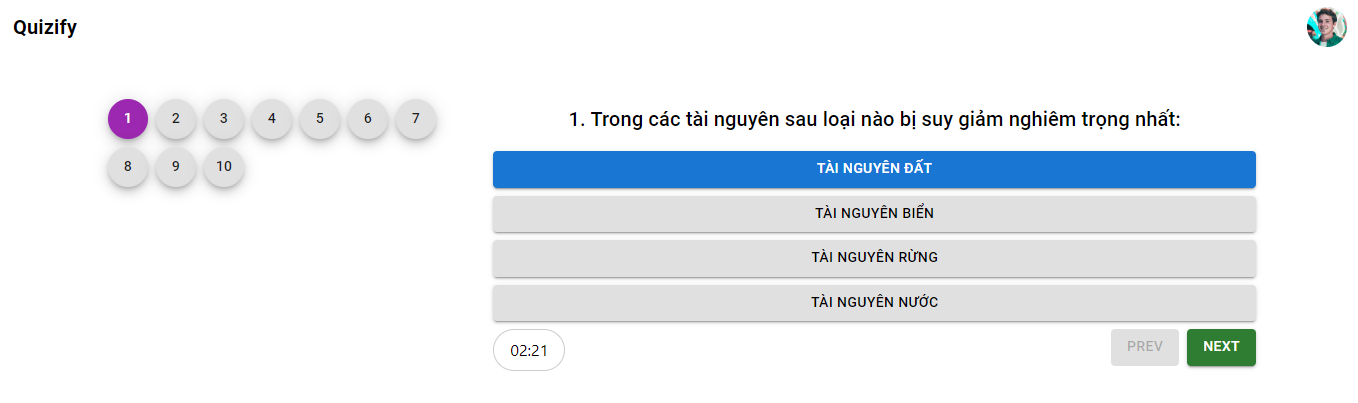 Quizify
1 2 3 4 5 6 7
8 9 10
1. Trong các tài nguyên sau loại nào bị suy giảm nghiêm trọng nhất:
TÀI NGUYÊN ĐẤT
TÀI NGUYÊN BIỂN
TÀI NGUYÊN RỪNG
TÀI NGUYÊN NƯỚC
02:21
PREV NEXT